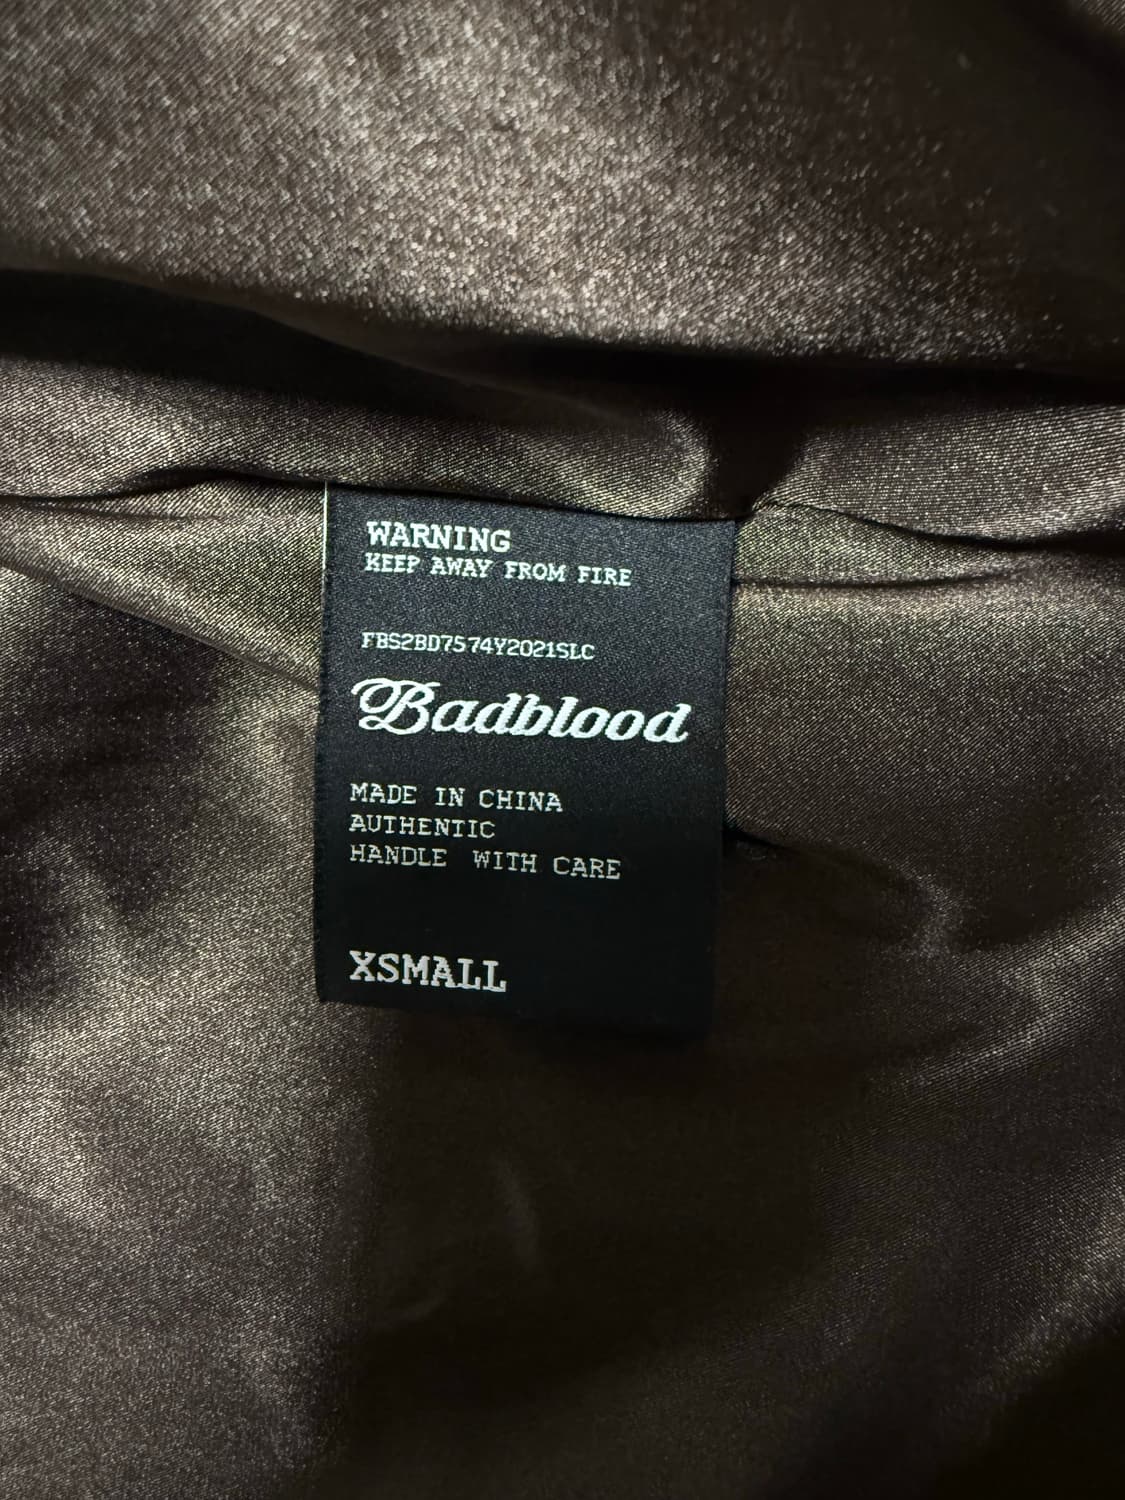 WARNING
KEEP AWAY FROM FIRE
FBS2BD7574Y2021SLC
Badblood
MADE IN CHINA
AUTHENTIC
HANDLE WITH CARE
XSMALL